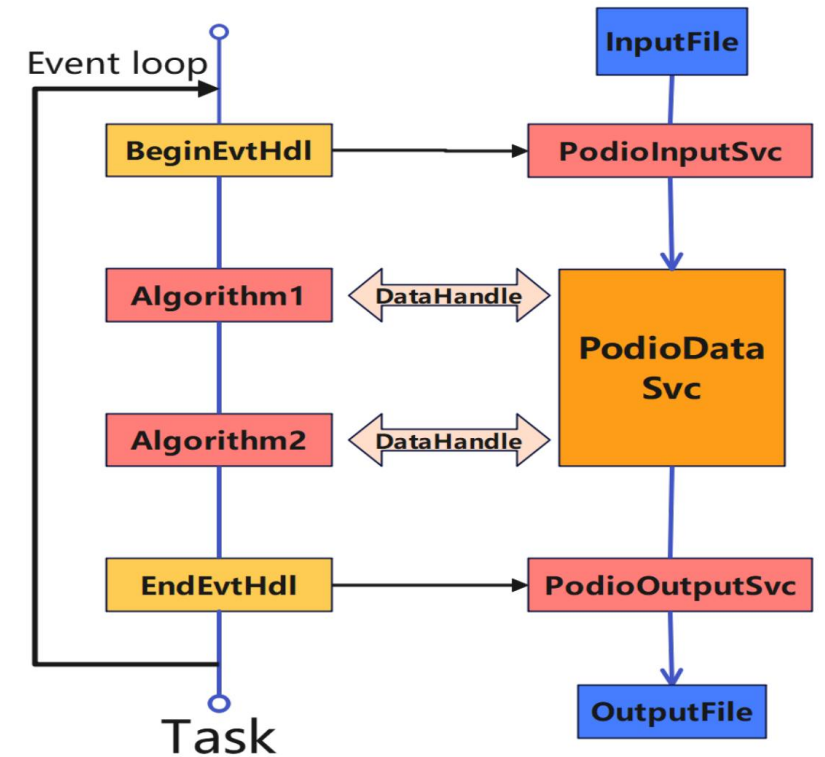 InputFile
Event loop
BeginEvtHdl
PodioInputSvc
Algorithm1
DataHandle
PodioData
Svc
Algorithm2
DataHandle
EndEvtHdl
PodioOutputSvc
OutputFile
Task